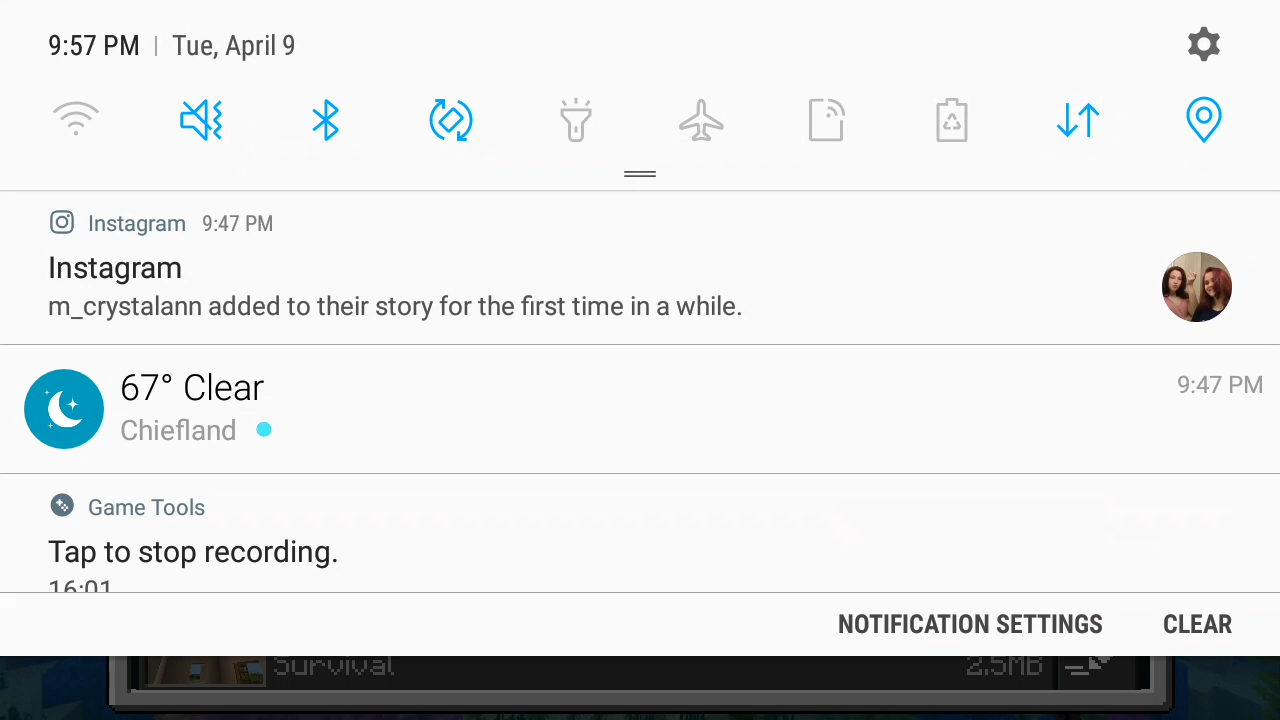 9:57 PM | Tue, April 9
Instagram 9:47 PM
Instagram
m_crystalann added to their story for the first time in a while.
67° Clear
9:47 PM
Chiefland
Game Tools
Tap to stop recording.
16:01
NOTIFICATION SETTINGS CLEAR
Survival 2.5MB